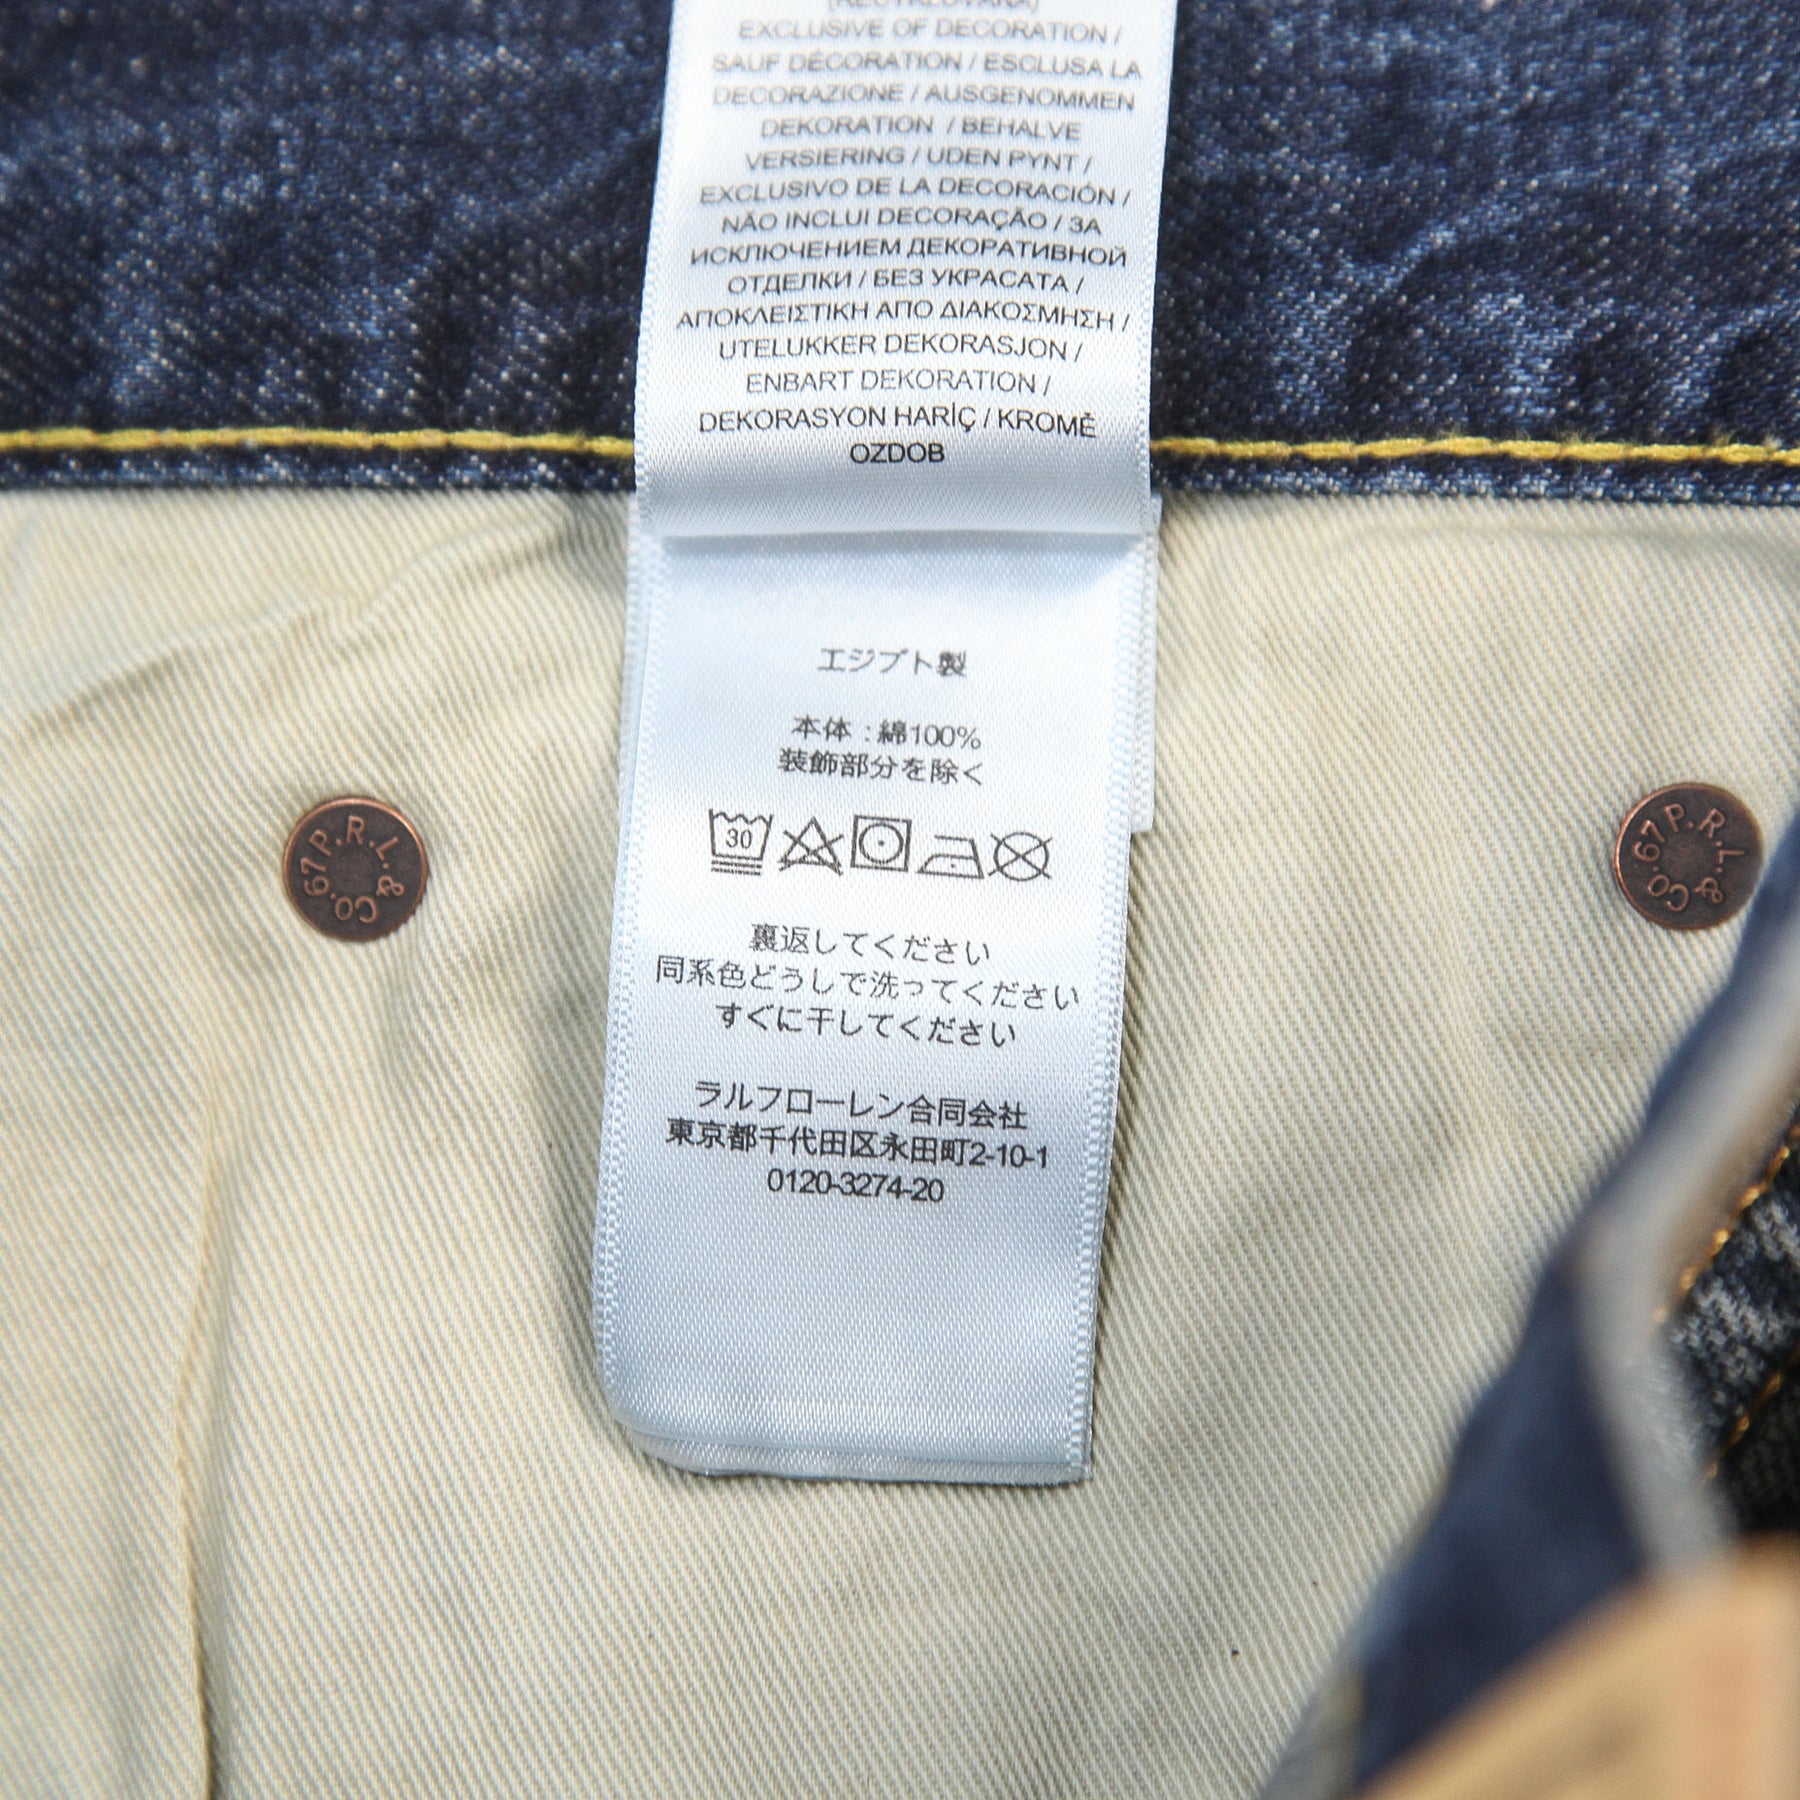 (RECYKLOVANÁ)
EXCLUSIVE OF DECORATION /
SAUF DÉCORATION / ESCLUSA LA
DECORAZIONE / AUSGENOMMEN
DEKORATION / BEHALVE
VERSIERING / UDEN PYNT /
EXCLUSIVO DE LA DECORACIÓN /
NÃO INCLUI DECORAÇÃO / ЗА
ИСКЛЮЧЕНИЕМ ДЕКОРАТИВНОЙ
ОТДЕЛКИ / БЕЗ УКРАСАТА /
ΑΠΟΚΛΕΙΣΤΙΚΗ ΑΠΟ ΔΙΑΚΟΣΜΗΣΗ /
UTELUKKER DEKORASJON /
ENBART DEKORATION /
DEKORASYON HARİÇ / KROMĚ
OZDOB
エジプト製
本体 : 綿100%
装飾部分を除く
30
裏返してください
同系色どうしで洗ってください
すぐに干してください
ラルフローレン合同会社
東京都千代田区永田町2-10-1
0120-3274-20
P.R.L. & Co. 67
P.R.L. & Co. 67